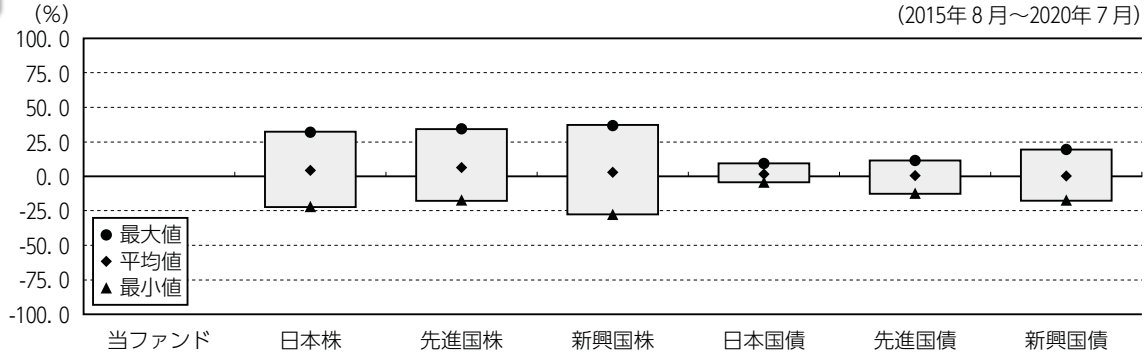 (%)
(2015年8月～2020年7月)
100.0
75.0
50.0
25.0
0.0
-25.0
-50.0
-75.0
-100.0
● 最大値
◆ 平均値
▲ 最小値
当ファンド 日本株 先進国株 新興国株 日本国債 先進国債 新興国債